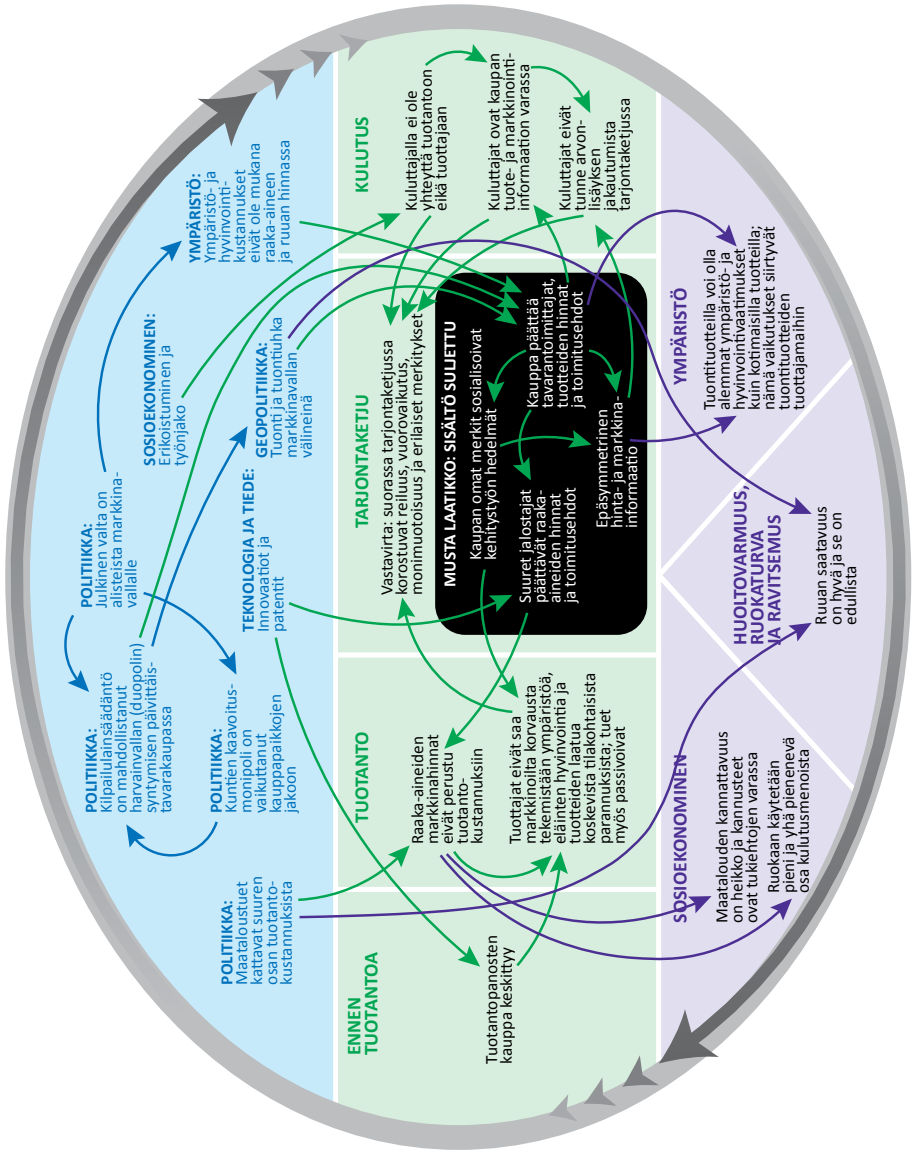 POLITIIKKA:
Maataloustuet
kattavat suuren
osan tuotanto-
kustannuksista
POLITIIKKA:
Kilpailulainsäädäntö
on mahdollistanut
harvainvallan (duopolin)
syntymisen päivittäis-
tavarakaupassa
POLITIIKKA:
Kuntien kaavoitus-
monipoli on
vaikuttanut
kauppapaikkojen
jakoon
POLITIIKKA:
Julkinen valta on
alisteista markkina-
vallalle
TEKNOLOGIA JA TIEDE:
Innovaatiot ja
patentit
SOSIOEKONOMINEN:
Erikoistuminen ja
työnjako
GEOPOLITIIKKA:
Tuonti ja tuontiuhka
markkinavallan
välineinä
YMPÄRISTÖ:
Ympäristö- ja
hyvinvointi-
kustannukset
eivät ole mukana
raaka-aineen
ja ruuan hinnassa
ENNEN
TUOTANTOA
Tuotantopanosten
kauppa keskittyy
TUOTANTO
Raaka-aineiden
markkinahinnat
eivät perustu
tuotanto-
kustannuksiin
Tuottajat eivät saa
markkinoilta korvausta
tekemistään ympäristöä,
eläinten hyvinvointia ja
tuotteiden laatua
koskevista tilakohtaisista
parannuksista; tuet
myös passivoivat
TARJONTAKETJU
Vastavirta: suorassa tarjontaketjussa
korostuvat reiluus, vuorovaikutus,
monimuotoisuus ja erilaiset merkitykset
MUSTA LAATIKKO: SISÄLTÖ SULJETTU
Kaupan omat merkit sosialisoivat
kehitystyön hedelmät
Suuret jalostajat
päättävät raaka-
aineiden hinnat
ja toimitusehdot
Kauppa päättää
tavarantoimittajat,
tuotteiden hinnat
ja toimitusehdot
Epäsymmetrinen
hinta- ja markkina-
informaatio
KULUTUS
Kuluttajalla ei ole
yhteyttä tuotantoon
eikä tuottajaan
Kuluttajat ovat kaupan
tuote- ja markkinointi-
informaation varassa
Kuluttajat eivät
tunne arvon-
lisäyksen
jakautumista
tarjontaketjussa
SOSIOEKONOMINEN
Maatalouden kannattavuus
on heikko ja kannusteet
ovat tukiehtojen varassa
Ruokaan käytetään
pieni ja yhä pienenevä
osa kulutusmenoista
HUOLTOVARMUUS,
RUOKATURVA
JA RAVITSEMUS
Ruuan saatavuus
on hyvä ja se on
edullista
YMPÄRISTÖ
Tuontituotteilla voi olla
alemmat ympäristö- ja
hyvinvointivaatimukset
kuin kotimaisilla tuotteilla;
nämä vaikutukset siirtyvät
tuontituotteiden
tuottajamaihin